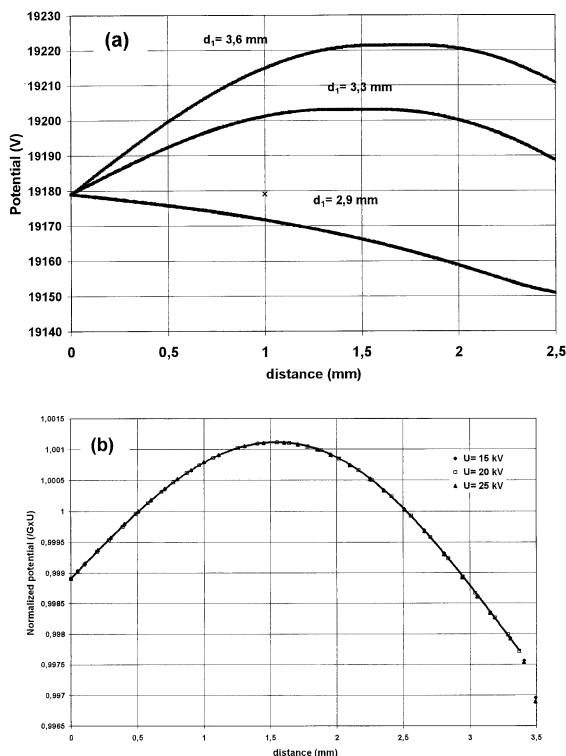 (a)
d1= 3,6 mm
d1= 3,3 mm
d1= 2,9 mm
×
Potential (V)
19230
19220
19210
19200
19190
19180
19170
19160
19150
19140
0 0,5 1 1,5 2 2,5
distance (mm)
(b)
U= 15 kV
U= 20 kV
U= 25 kV
Normalized potential (/GxU)
1,0015
1,001
1,0005
1
0,9995
0,999
0,9985
0,998
0,9975
0,997
0,9965
0 0,5 1 1,5 2 2,5 3 3,5
distance (mm)